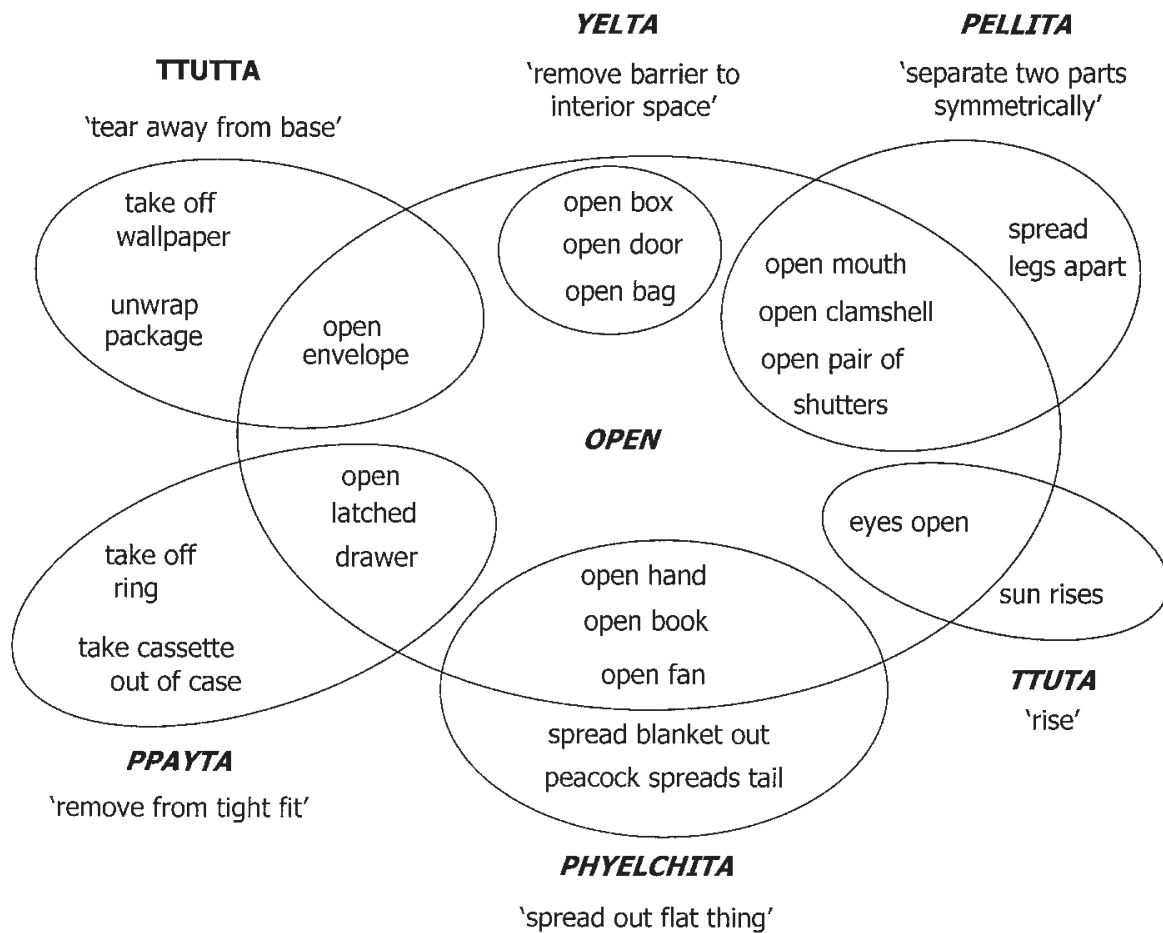 YELTA
'remove barrier to
interior space'
PELLITA
'separate two parts
symmetrically'
TTUTTA
'tear away from base'
take off
wallpaper
unwrap
package
open
envelope
open box
open door
open bag
open mouth
open clamshell
open pair of
shutters
spread
legs apart
OPEN
open
latched
drawer
take off
ring
take cassette
out of case
eyes open
sun rises
open hand
open book
open fan
spread blanket out
peacock spreads tail
TTUTA
'rise'
PPAYTA
'remove from tight fit'
PHYELCHITA
'spread out flat thing'